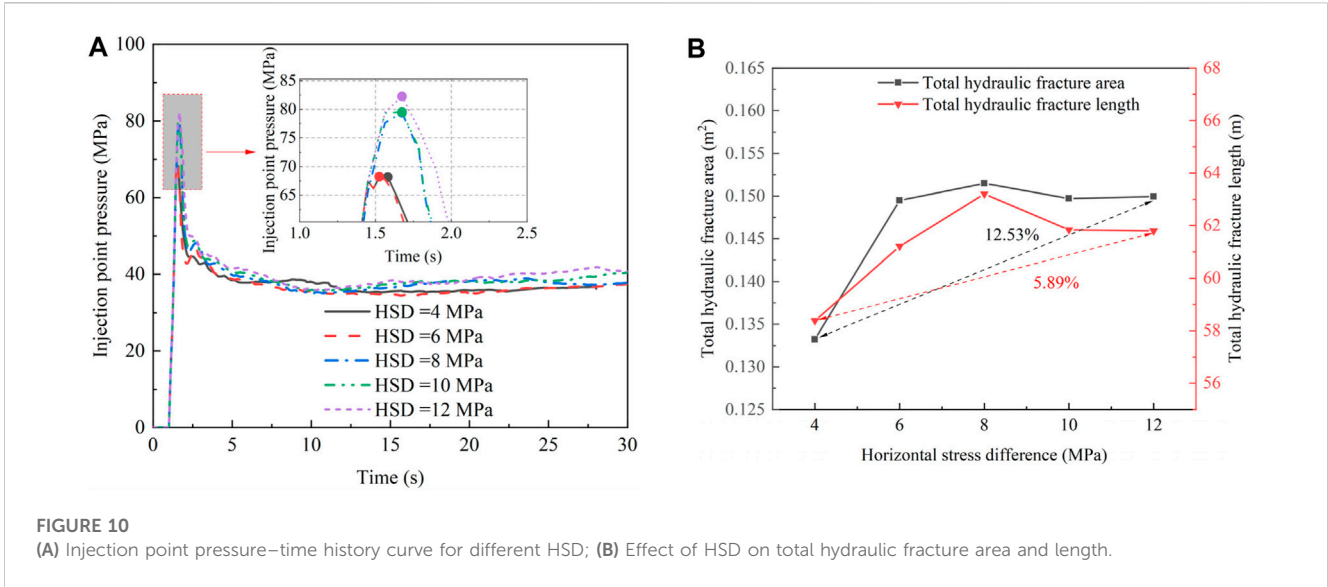 A
Injection point pressure (MPa)
100
80
60
40
20
0
0
5
10
15
20
25
30
Time (s)
Injection point pressure (MPa)
85
80
75
70
65
1.0
1.5
2.0
2.5
Time (s)
HSD =4 MPa
HSD =6 MPa
HSD =8 MPa
HSD =10 MPa
HSD =12 MPa
B
Total hydraulic fracture area (m²)
0.165
0.160
0.155
0.150
0.145
0.140
0.135
0.130
0.125
4
6
8
10
12
Horizontal stress difference (MPa)
Total hydraulic fracture area
Total hydraulic fracture length
12.53%
5.89%
68
66
64
62
60
58
56
Total hydraulic fracture length (m)
FIGURE 10
(A) Injection point pressure–time history curve for different HSD; (B) Effect of HSD on total hydraulic fracture area and length.